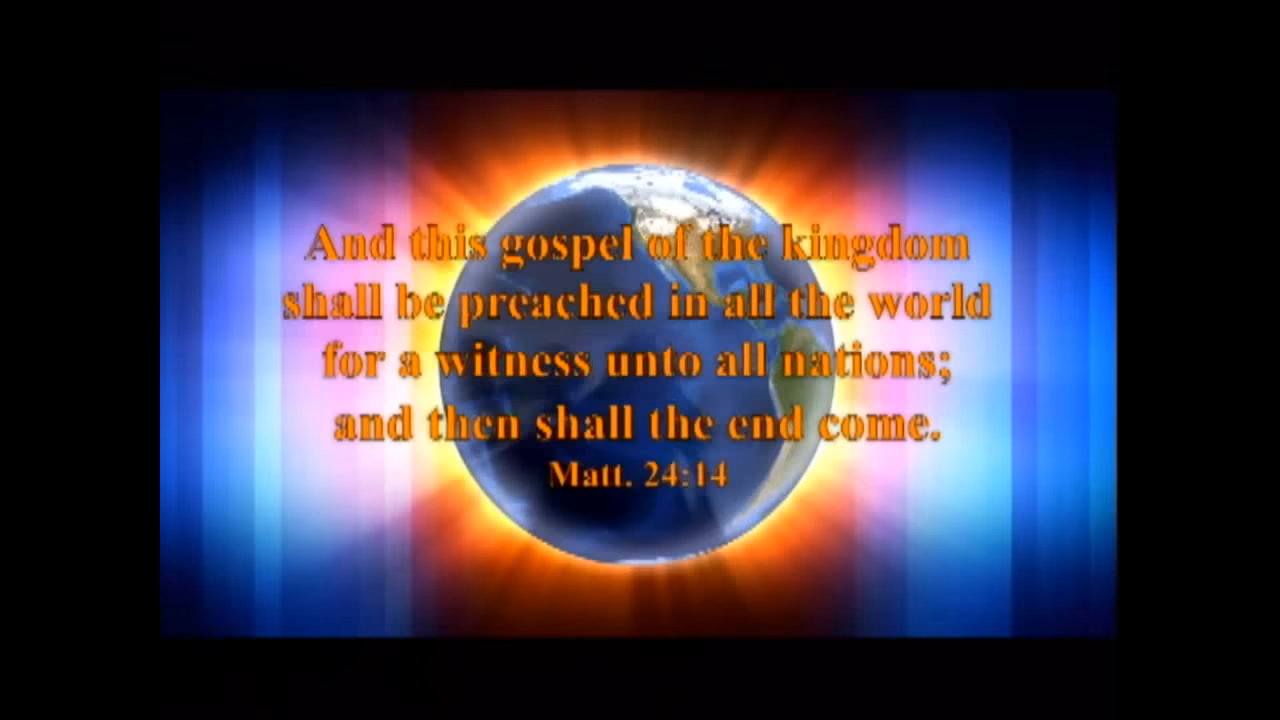 And this gospel of the kingdom
shall be preached in all the world
for a witness unto all nations;
and then shall the end come.
Matt. 24:14